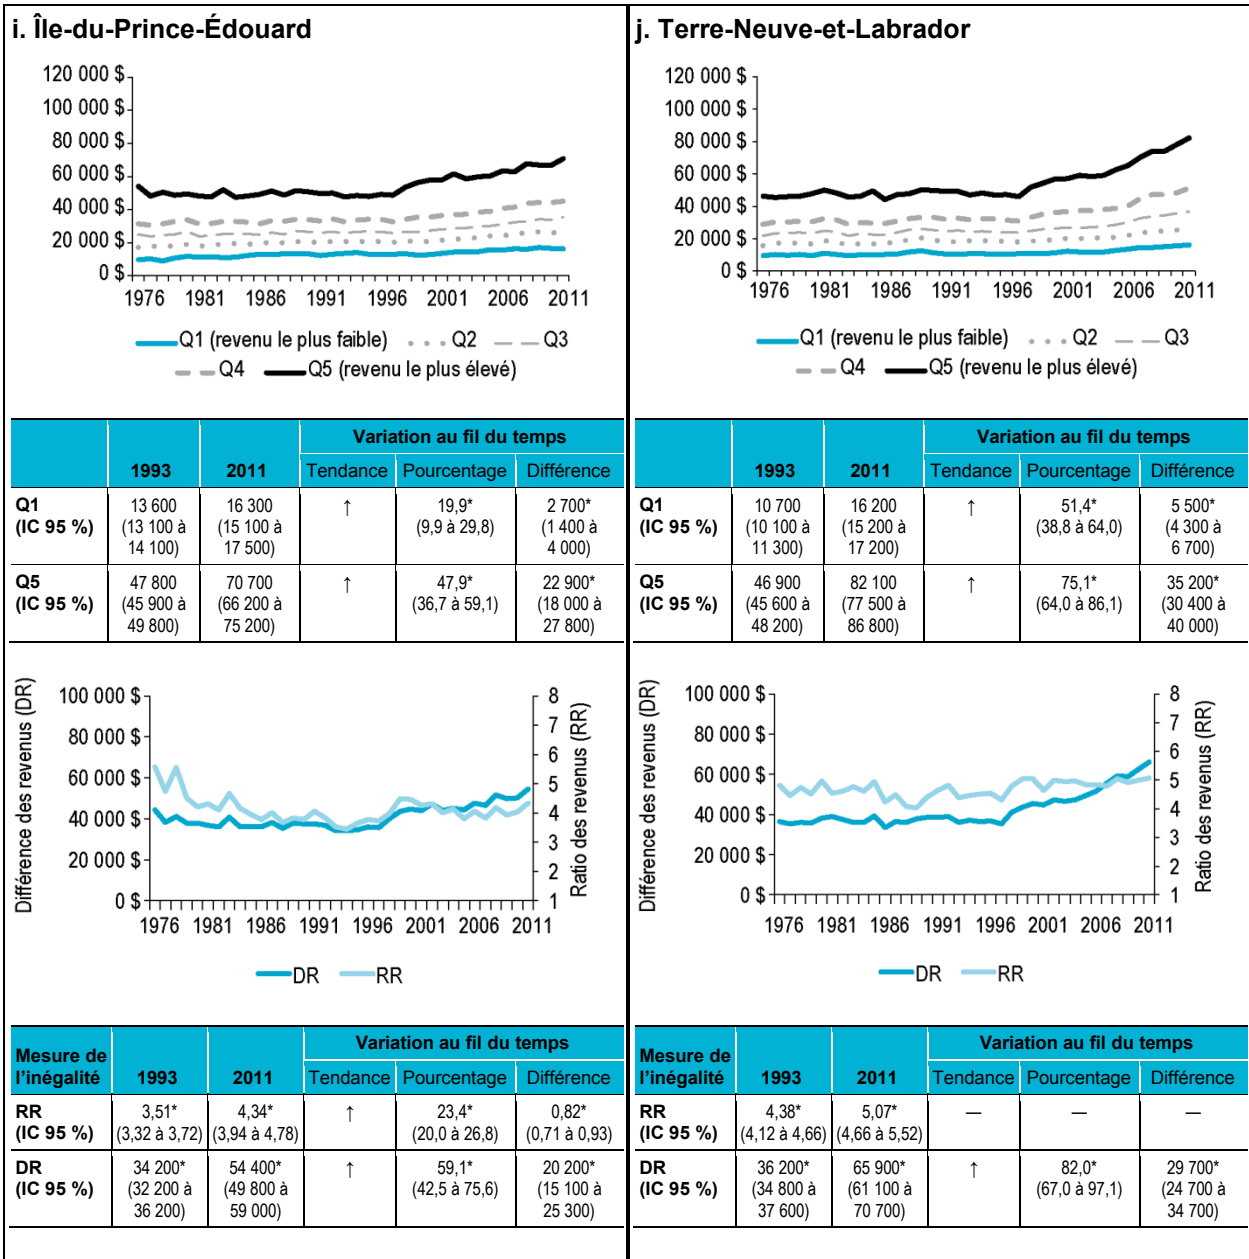 i. Île-du-Prince-Édouard
120 000 $
100 000 $
80 000 $
60 000 $
40 000 $
20 000 $
0 $
1976 1981 1986 1991 1996 2001 2006 2011
Q1 (revenu le plus faible) Q2 Q3
Q4 Q5 (revenu le plus élevé)
Variation au fil du temps
1993 2011 Tendance Pourcentage Différence
Q1 13 600 16 300 ↑ 19,9* 2 700*
(IC 95 %) (13 100 à (15 100 à (9,9 à 29,8) (1 400 à
14 100) 17 500) 4 000)
Q5 47 800 70 700 ↑ 47,9* 22 900*
(IC 95 %) (45 900 à (66 200 à (36,7 à 59,1) (18 000 à
49 800) 75 200) 27 800)
Différence des revenus (DR)
100 000 $
80 000 $
60 000 $
40 000 $
20 000 $
0 $
8
7
6
5
4
3
2
1
Ratio des revenus (RR)
1976 1981 1986 1991 1996 2001 2006 2011
DR RR
Variation au fil du temps
Mesure de
l'inégalité 1993 2011 Tendance Pourcentage Différence
RR 3,51* 4,34* ↑ 23,4* 0,82*
(IC 95 %) (3,32 à 3,72) (3,94 à 4,78) (20,0 à 26,8) (0,71 à 0,93)
DR 34 200* 54 400* ↑ 59,1* 20 200*
(IC 95 %) (32 200 à (49 800 à (42,5 à 75,6) (15 100 à
36 200) 59 000) 25 300)
j. Terre-Neuve-et-Labrador
120 000 $
100 000 $
80 000 $
60 000 $
40 000 $
20 000 $
0 $
1976 1981 1986 1991 1996 2001 2006 2011
Q1 (revenu le plus faible) Q2 Q3
Q4 Q5 (revenu le plus élevé)
Variation au fil du temps
1993 2011 Tendance Pourcentage Différence
Q1 10 700 16 200 ↑ 51,4* 5 500*
(IC 95 %) (10 100 à (15 200 à (38,8 à 64,0) (4 300 à
11 300) 17 200) 6 700)
Q5 46 900 82 100 ↑ 75,1* 35 200*
(IC 95 %) (45 600 à (77 500 à (64,0 à 86,1) (30 400 à
48 200) 86 800) 40 000)
Différence des revenus (DR)
100 000 $
80 000 $
60 000 $
40 000 $
20 000 $
0 $
8
7
6
5
4
3
2
1
Ratio des revenus (RR)
1976 1981 1986 1991 1996 2001 2006 2011
DR RR
Variation au fil du temps
Mesure de
l'inégalité 1993 2011 Tendance Pourcentage Différence
RR 4,38* 5,07* — — —
(IC 95 %) (4,12 à 4,66) (4,66 à 5,52)
DR 36 200* 65 900* ↑ 82,0* 29 700*
(IC 95 %) (34 800 à (61 100 à (67,0 à 97,1) (24 700 à
37 600) 70 700) 34 700)